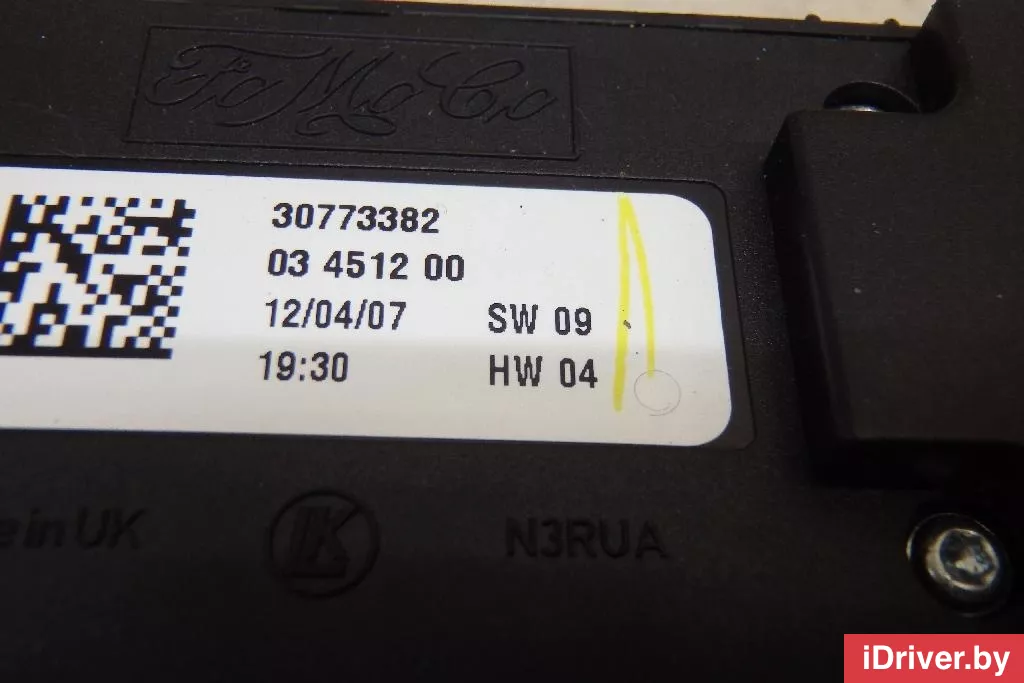 FoMoCo
30773382
03 4512 00
12/04/07 SW 09
19:30 HW 04
in UK
LK
N3RUA
iDriver.by